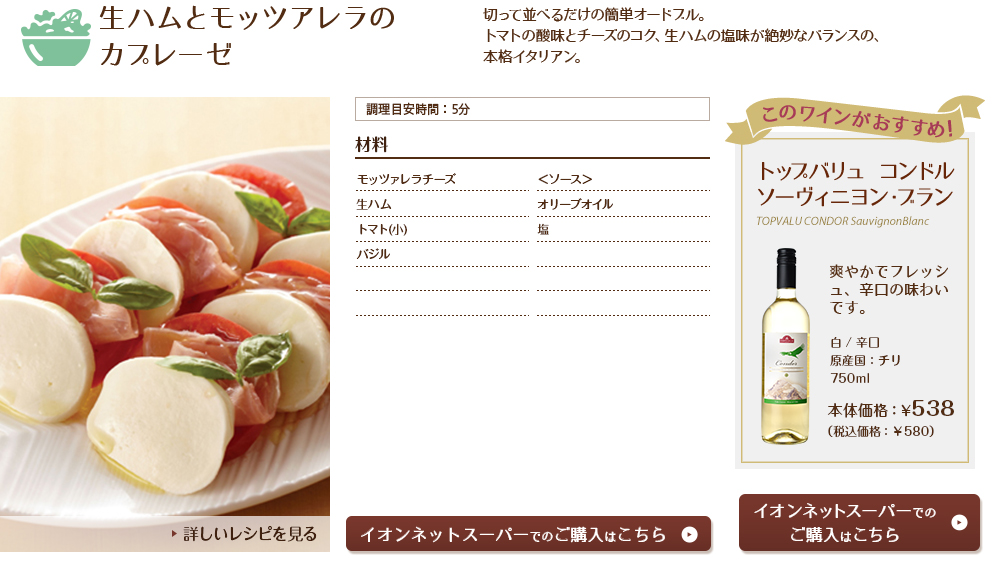 生ハムとモッツアレラの
カプレーゼ
切って並べるだけの簡単オードブル。
トマトの酸味とチーズのコク、生ハムの塩味が絶妙なバランスの、
本格イタリアン。
調理目安時間：5分
材料
モッツァレラチーズ
生ハム
トマト(小)
バジル
＜ソース＞
オリーブオイル
塩
詳しいレシピを見る
イオンネットスーパーでのご購入はこちら
このワインがおすすめ!
トップバリュ　コンドル
ソーヴィニヨン・ブラン
TOPVALU CONDOR SauvignonBlanc
爽やかでフレッシ
ュ、辛口の味わい
です。
Condor
白 / 辛口
原産国：チリ
750ml
本体価格：¥538
（税込価格：￥580）
イオンネットスーパーでの
ご購入はこちら